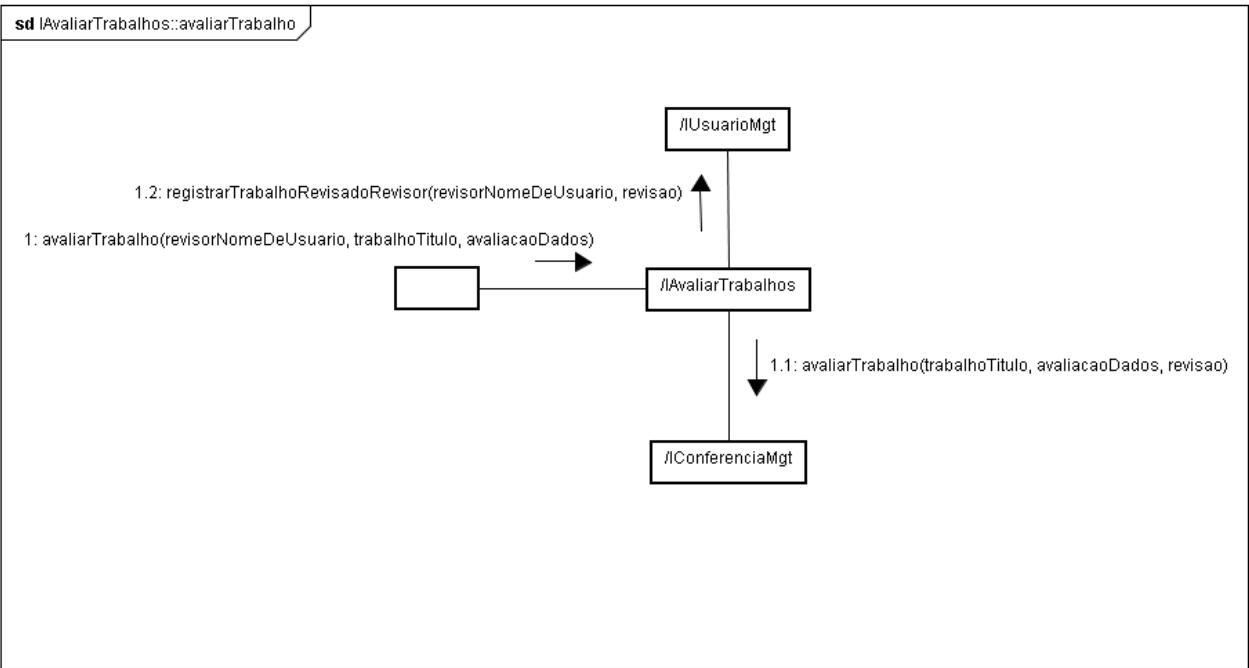 sd IAvaliarTrabalhos::avaliarTrabalho
/IUsuarioMgt
1.2: registrarTrabalhoRevisadoRevisor(revisorNomeDeUsuario, revisao)
1: avaliarTrabalho(revisorNomeDeUsuario, trabalhoTitulo, avaliacaoDados)
/IAvaliarTrabalhos
1.1: avaliarTrabalho(trabalhoTitulo, avaliacaoDados, revisao)
/IConferenciaMgt